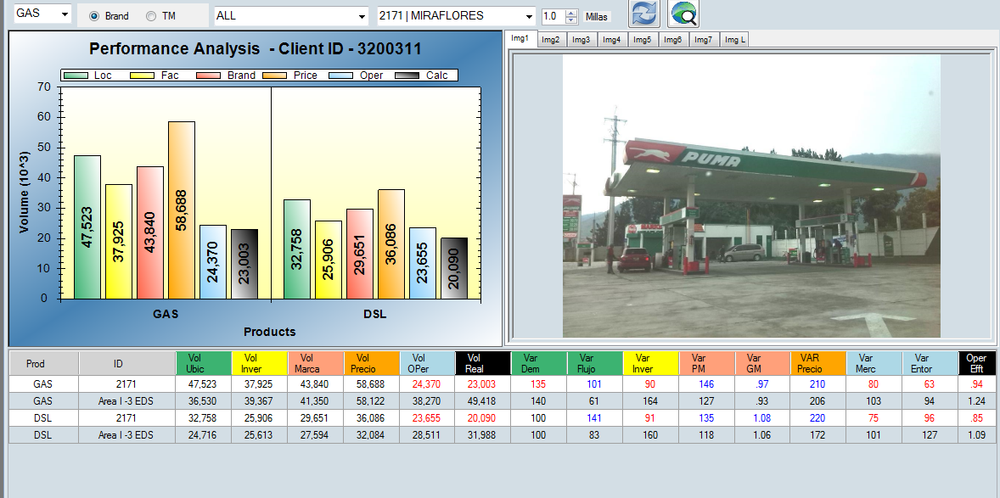 GAS Brand TM ALL 2171 | MIRAFLORES 1.0 Millas
Img1 Img2 Img3 Img4 Img5 Img6 Img7 Img L
Performance Analysis - Client ID - 3200311
Loc Fac Brand Price Oper Calc
Volume (10^3)
70
60
50
40
30
20
10
0
47,523 37,925 43,840 58,688 24,370 23,003 32,758 25,906 29,651 36,086 23,655 20,090
GAS DSL
Products
PUMA
Prod ID Vol Ubic Vol Inver Vol Marca Vol Precio Vol OPer Vol Real Var Dem Var Flujo Var Inver Var PM Var GM VAR Precio Var Merc Var Entor Oper Efft
GAS 2171 47,523 37,925 43,840 58,688 24,370 23,003 135 101 90 146 .97 210 80 63 .94
GAS Area I -3 EDS 36,530 39,367 41,350 58,122 38,270 49,418 140 61 164 127 .93 206 103 94 1.24
DSL 2171 32,758 25,906 29,651 36,086 23,655 20,090 100 141 91 135 1.08 220 75 96 .85
DSL Area I -3 EDS 24,716 25,613 27,594 32,084 28,511 31,988 100 83 160 118 1.06 172 101 127 1.09